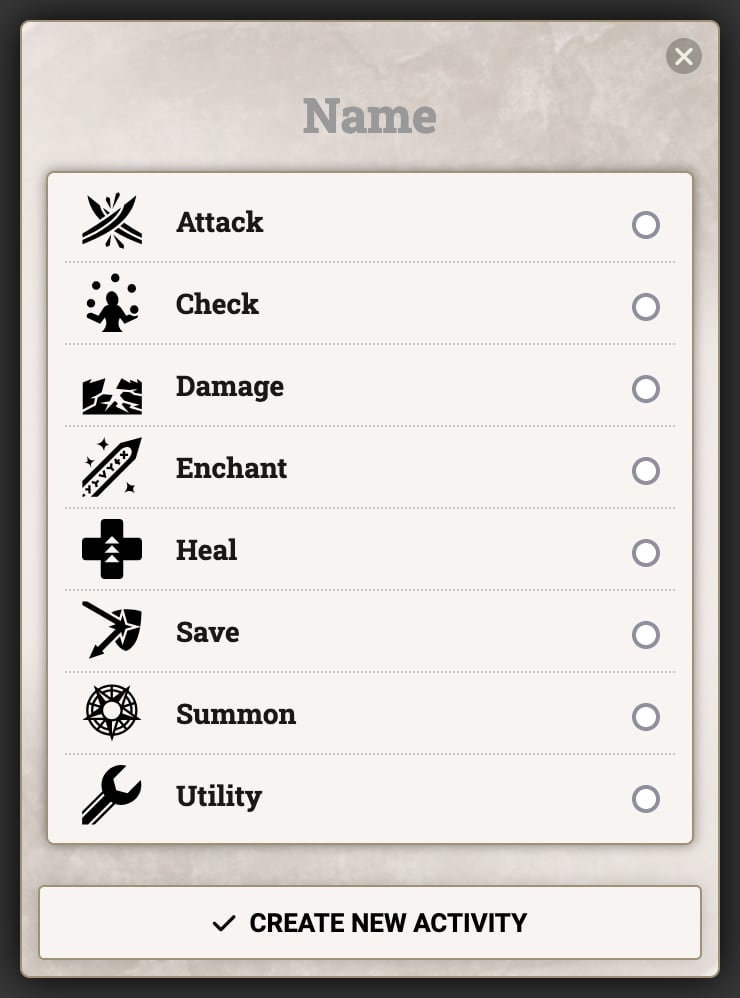 Name
Attack
Check
Damage
Enchant
Heal
Save
Summon
Utility
CREATE NEW ACTIVITY